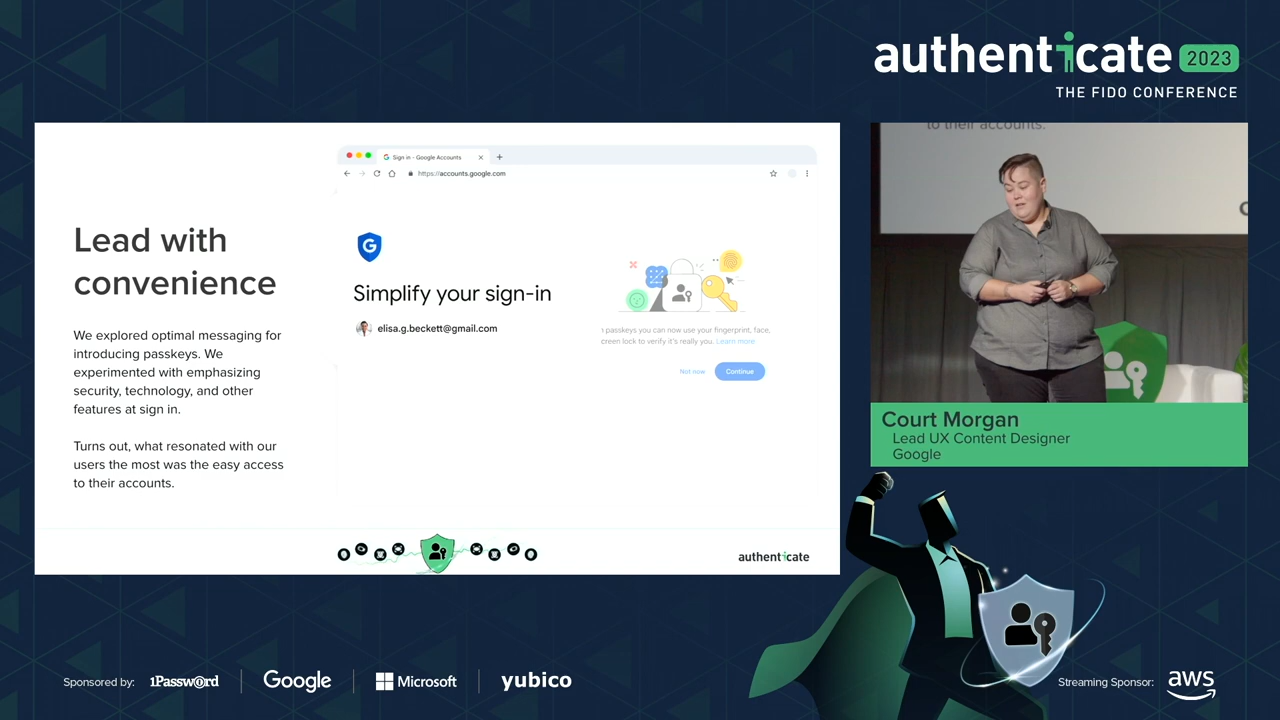 authenticate 2023
THE FIDO CONFERENCE
to their accounts.
Sign in - Google Accounts
https://accounts.google.com
Lead with
convenience
We explored optimal messaging for
introducing passkeys. We
experimented with emphasizing
security, technology, and other
features at sign in.
Turns out, what resonated with our
users the most was the easy access
to their accounts.
G
Simplify your sign-in
elisa.g.beckett@gmail.com
passkeys you can now use your fingerprint, face,
creen lock to verify it's really you. Learn more
Not now
Continue
authenticate
Court Morgan
Lead UX Content Designer
Google
Sponsored by:
1Password
Google
Microsoft
yubico
Streaming Sponsor:
aws